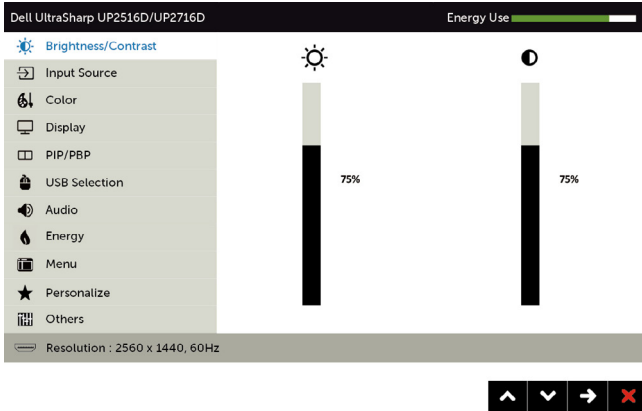 Dell UltraSharp UP2516D/UP2716D
Energy Use
Brightness/Contrast
Input Source
Color
Display
PIP/PBP
USB Selection
Audio
Energy
Menu
Personalize
Others
75%
75%
Resolution : 2560 x 1440, 60Hz